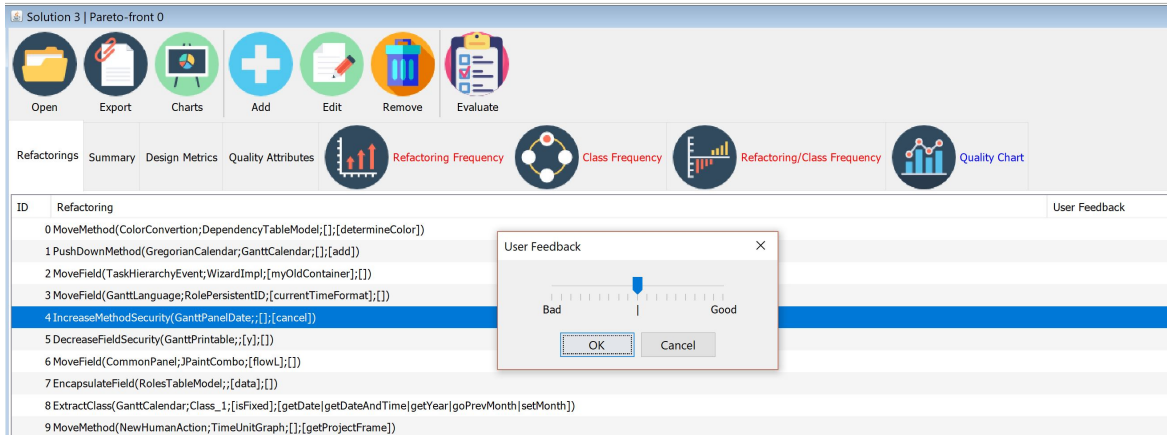 Solution 3 | Pareto-front 0
Open Export Charts Add Edit Remove Evaluate
Refactorings Summary Design Metrics Quality Attributes Refactoring Frequency Class Frequency Refactoring/Class Frequency Quality Chart
ID Refactoring User Feedback
0 MoveMethod(ColorConvertion;DependencyTableModel;[];[determineColor])
1 PushDownMethod(GregorianCalendar;GanttCalendar;[];[add])
2 MoveField(TaskHierarchyEvent;WizardImpl;[myOldContainer];[])
3 MoveField(GanttLanguage;RolePersistentID;[currentTimeFormat];[])
4 IncreaseMethodSecurity(GanttPanelDate;;[];[cancel])
5 DecreaseFieldSecurity(GanttPrintable;;[y];[])
6 MoveField(CommonPanel;JPaintCombo;[flowL];[])
7 EncapsulateField(RolesTableModel;;[data];[])
8 ExtractClass(GanttCalendar;Class_1;[isFixed];[getDate|getDateAndTime|getYear|goPrevMonth|setMonth])
9 MoveMethod(NewHumanAction;TimeUnitGraph;[];[getProjectFrame])
User Feedback
Bad | Good
OK Cancel